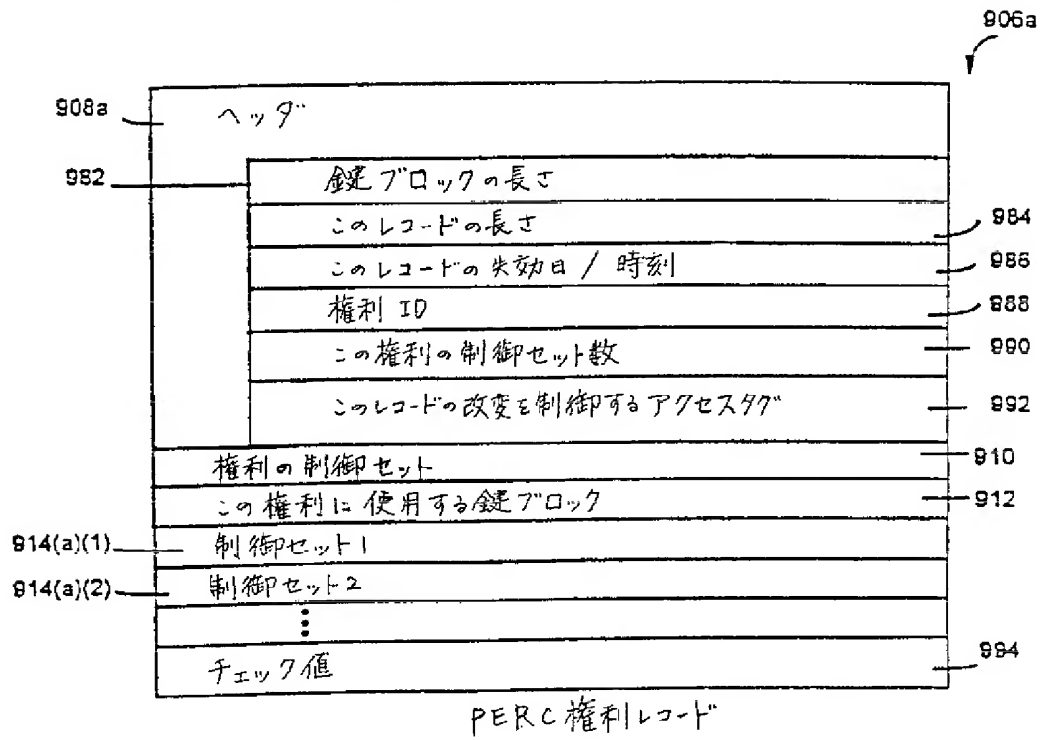 906a
908a ヘッダ
982 鍵ブロックの長さ
このレコードの長さ 984
このレコードの失効日 / 時刻 986
権利 ID 988
この権利の制御セット数 990
このレコードの改変を制御するアクセスタグ 992
権利の制御セット 910
この権利に使用する鍵ブロック 912
914(a)(1) 制御セット1
914(a)(2) 制御セット2
チェック値 994
PERC権利レコード